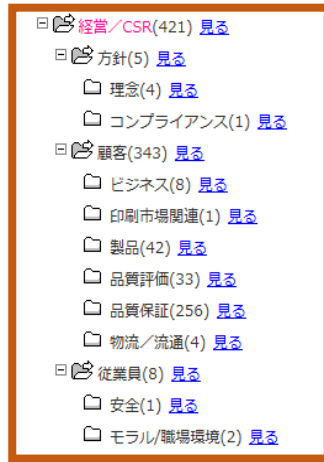 経営／CSR(421) 見る
方針(5) 見る
理念(4) 見る
コンプライアンス(1) 見る
顧客(343) 見る
ビジネス(8) 見る
印刷市場関連(1) 見る
製品(42) 見る
品質評価(33) 見る
品質保証(256) 見る
物流／流通(4) 見る
従業員(8) 見る
安全(1) 見る
モラル/職場環境(2) 見る